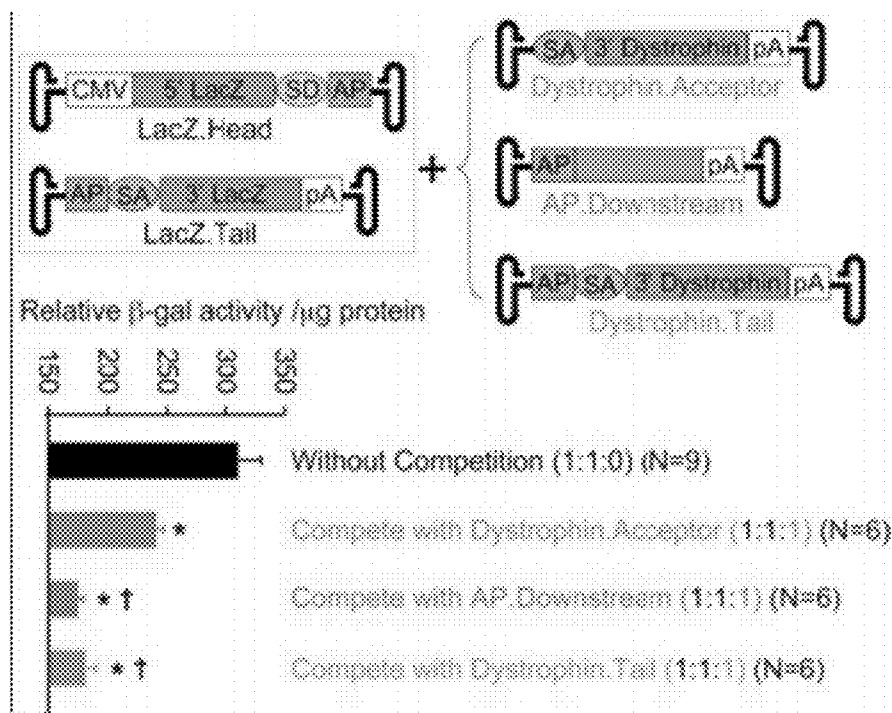 CMV 5' LacZ SD AP
LacZ.Head
AP SA 3' LacZ pA
LacZ.Tail
+
SA 3' Dystrophin pA
Dystrophin.Acceptor
AP pA
AP.Downstream
AP SA 3' Dystrophin pA
Dystrophin.Tail
Relative β-gal activity /μg protein
150 200 250 300 350
Without Competition (1:1:0) (N=9)
* Compete with Dystrophin.Acceptor (1:1:1) (N=6)
* † Compete with AP.Downstream (1:1:1) (N=6)
* † Compete with Dystrophin.Tail (1:1:1) (N=6)